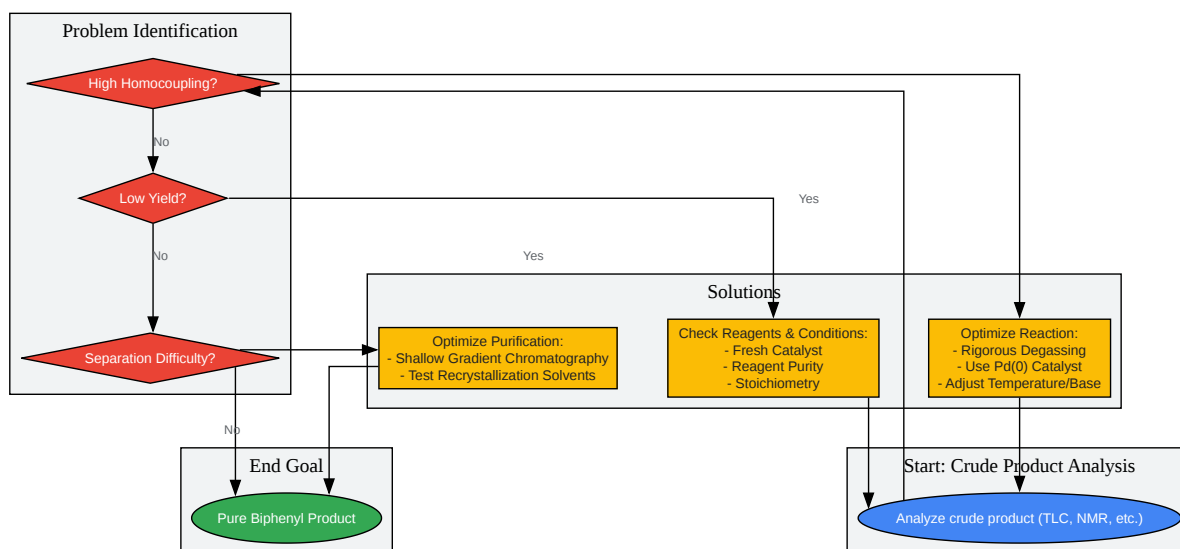 Problem Identification
High Homocoupling?
No
Low Yield?
Yes
No
Yes
Solutions
Separation Difficulty?
Optimize Purification:
- Shallow Gradient Chromatography
- Test Recrystallization Solvents
Check Reagents & Conditions:
- Fresh Catalyst
- Reagent Purity
- Stoichiometry
Optimize Reaction:
- Rigorous Degassing
- Use Pd(0) Catalyst
- Adjust Temperature/Base
No
End Goal
Pure Biphenyl Product
Start: Crude Product Analysis
Analyze crude product (TLC, NMR, etc.)